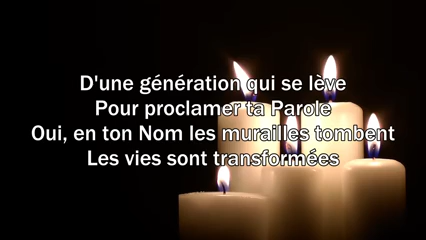 D'une génération qui se lève
Pour proclamer ta Parole
Oui, en ton Nom les murailles tombent
Les vies sont transformées